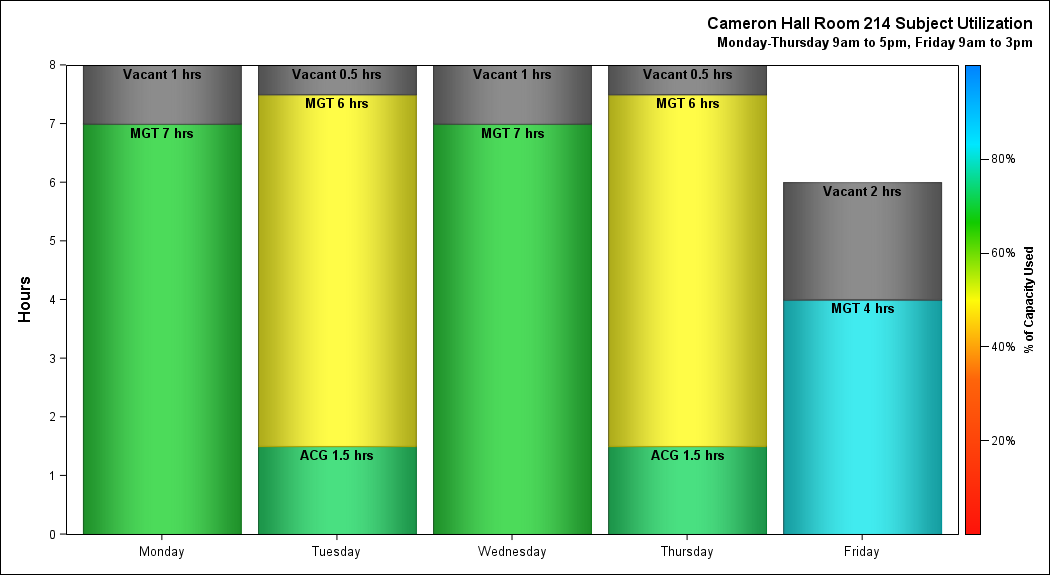 Cameron Hall Room 214 Subject Utilization
Monday-Thursday 9am to 5pm, Friday 9am to 3pm
8
7
6
5
4
3
2
1
0
Hours
Vacant 1 hrs
MGT 7 hrs
Vacant 0.5 hrs
MGT 6 hrs
ACG 1.5 hrs
Vacant 1 hrs
MGT 7 hrs
Vacant 0.5 hrs
MGT 6 hrs
ACG 1.5 hrs
Vacant 2 hrs
MGT 4 hrs
Monday
Tuesday
Wednesday
Thursday
Friday
80%
60%
40%
20%
% of Capacity Used